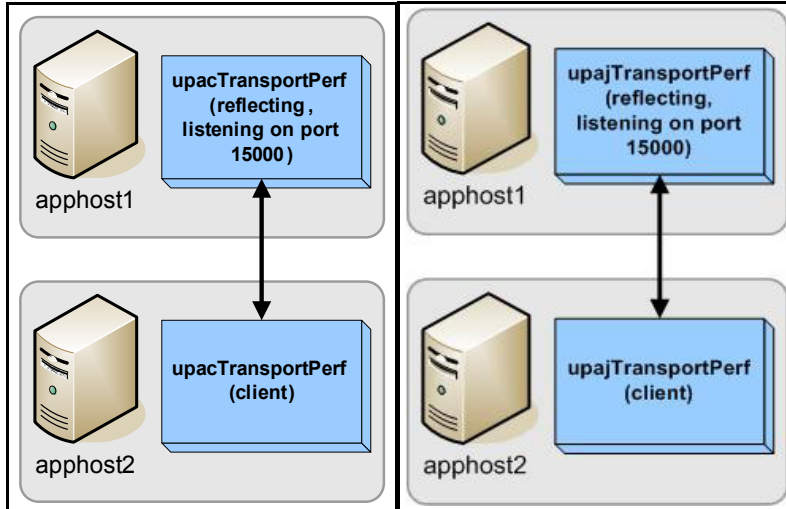 upacTransportPerf
(reflecting ,
listening on port
15000)
apphost1
upacTransportPerf
(client)
apphost2
upajTransportPerf
(reflecting,
listening on port
15000)
apphost1
upajTransportPerf
(client)
apphost2